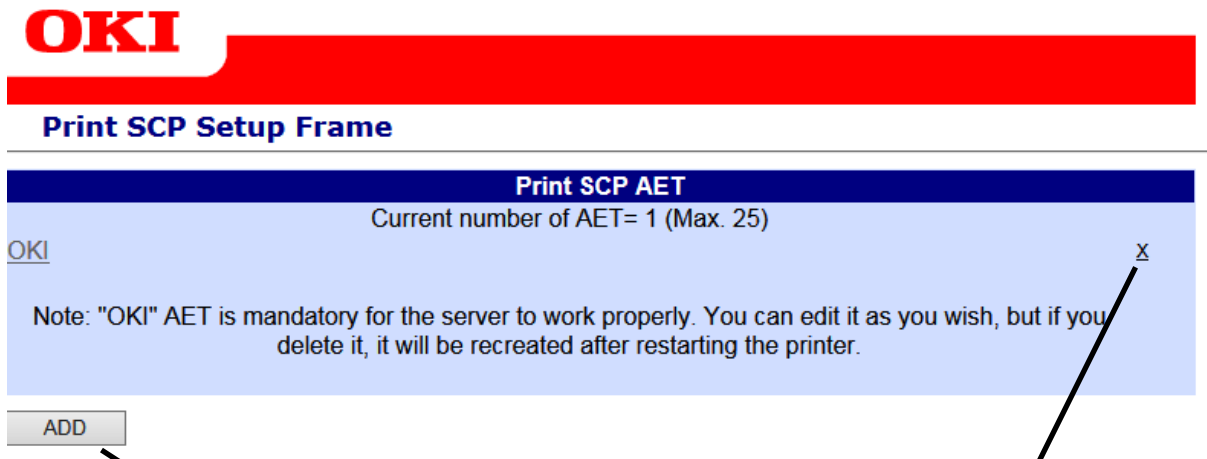 OKI
Print SCP Setup Frame
Print SCP AET
Current number of AET= 1 (Max. 25)
OKI X
Note: "OKI" AET is mandatory for the server to work properly. You can edit it as you wish, but if you
delete it, it will be recreated after restarting the printer.
ADD